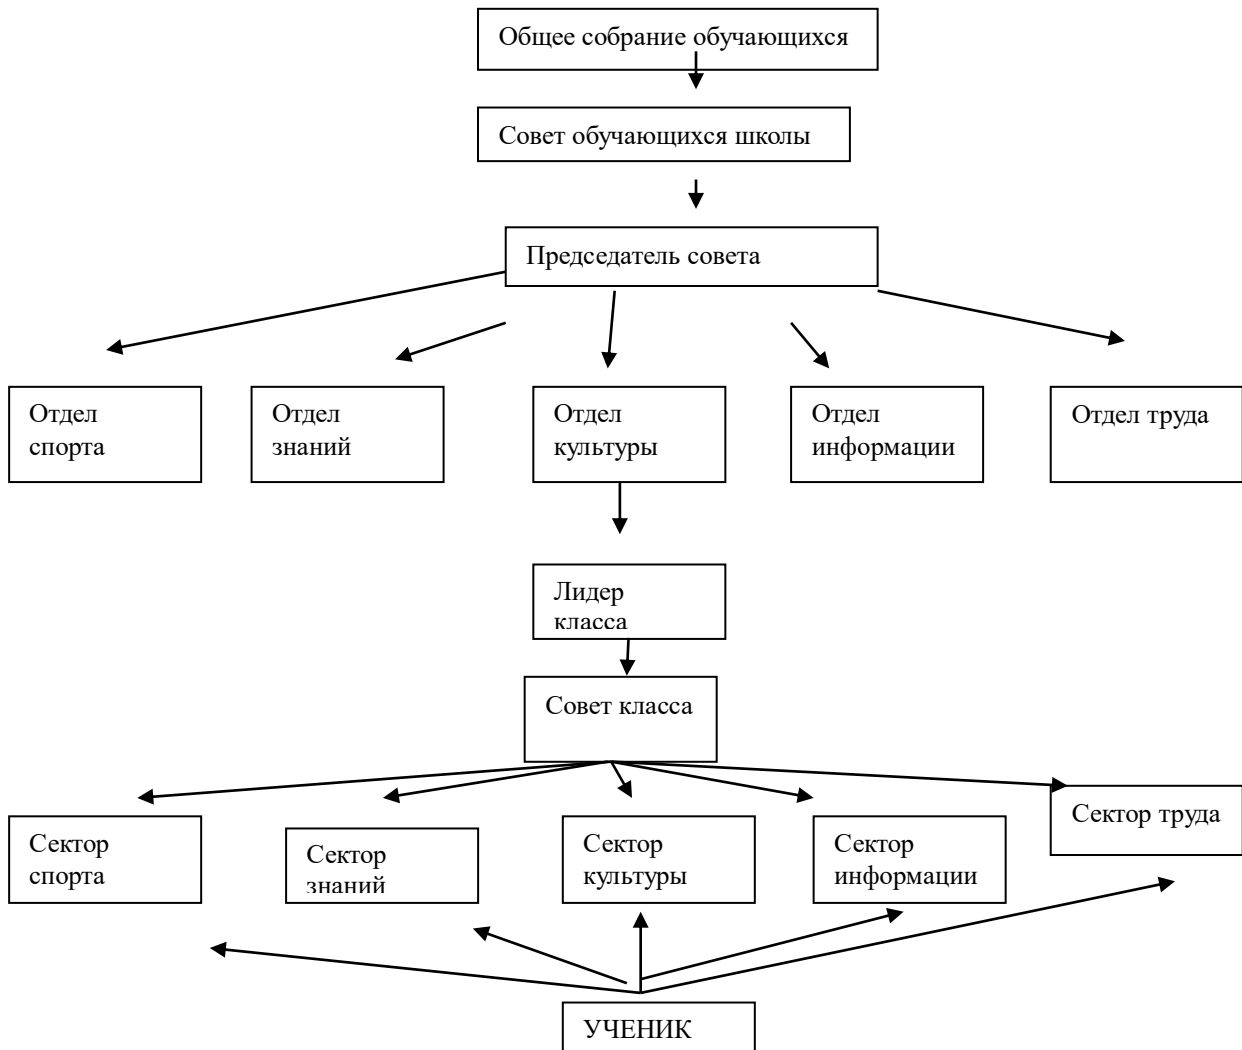 Общее собрание обучающихся
Совет обучающихся школы
Председатель совета
Отдел
спорта
Отдел
знаний
Отдел
культуры
Отдел
информации
Отдел труда
Лидер
класса
Совет класса
Сектор
спорта
Сектор
знаний
Сектор
культуры
Сектор
информации
Сектор труда
УЧЕНИК